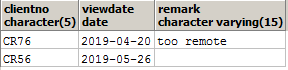 clientno viewdate remark
character(5) date character varying(15)
CR76 2019-04-20 too remote
CR56 2019-05-26